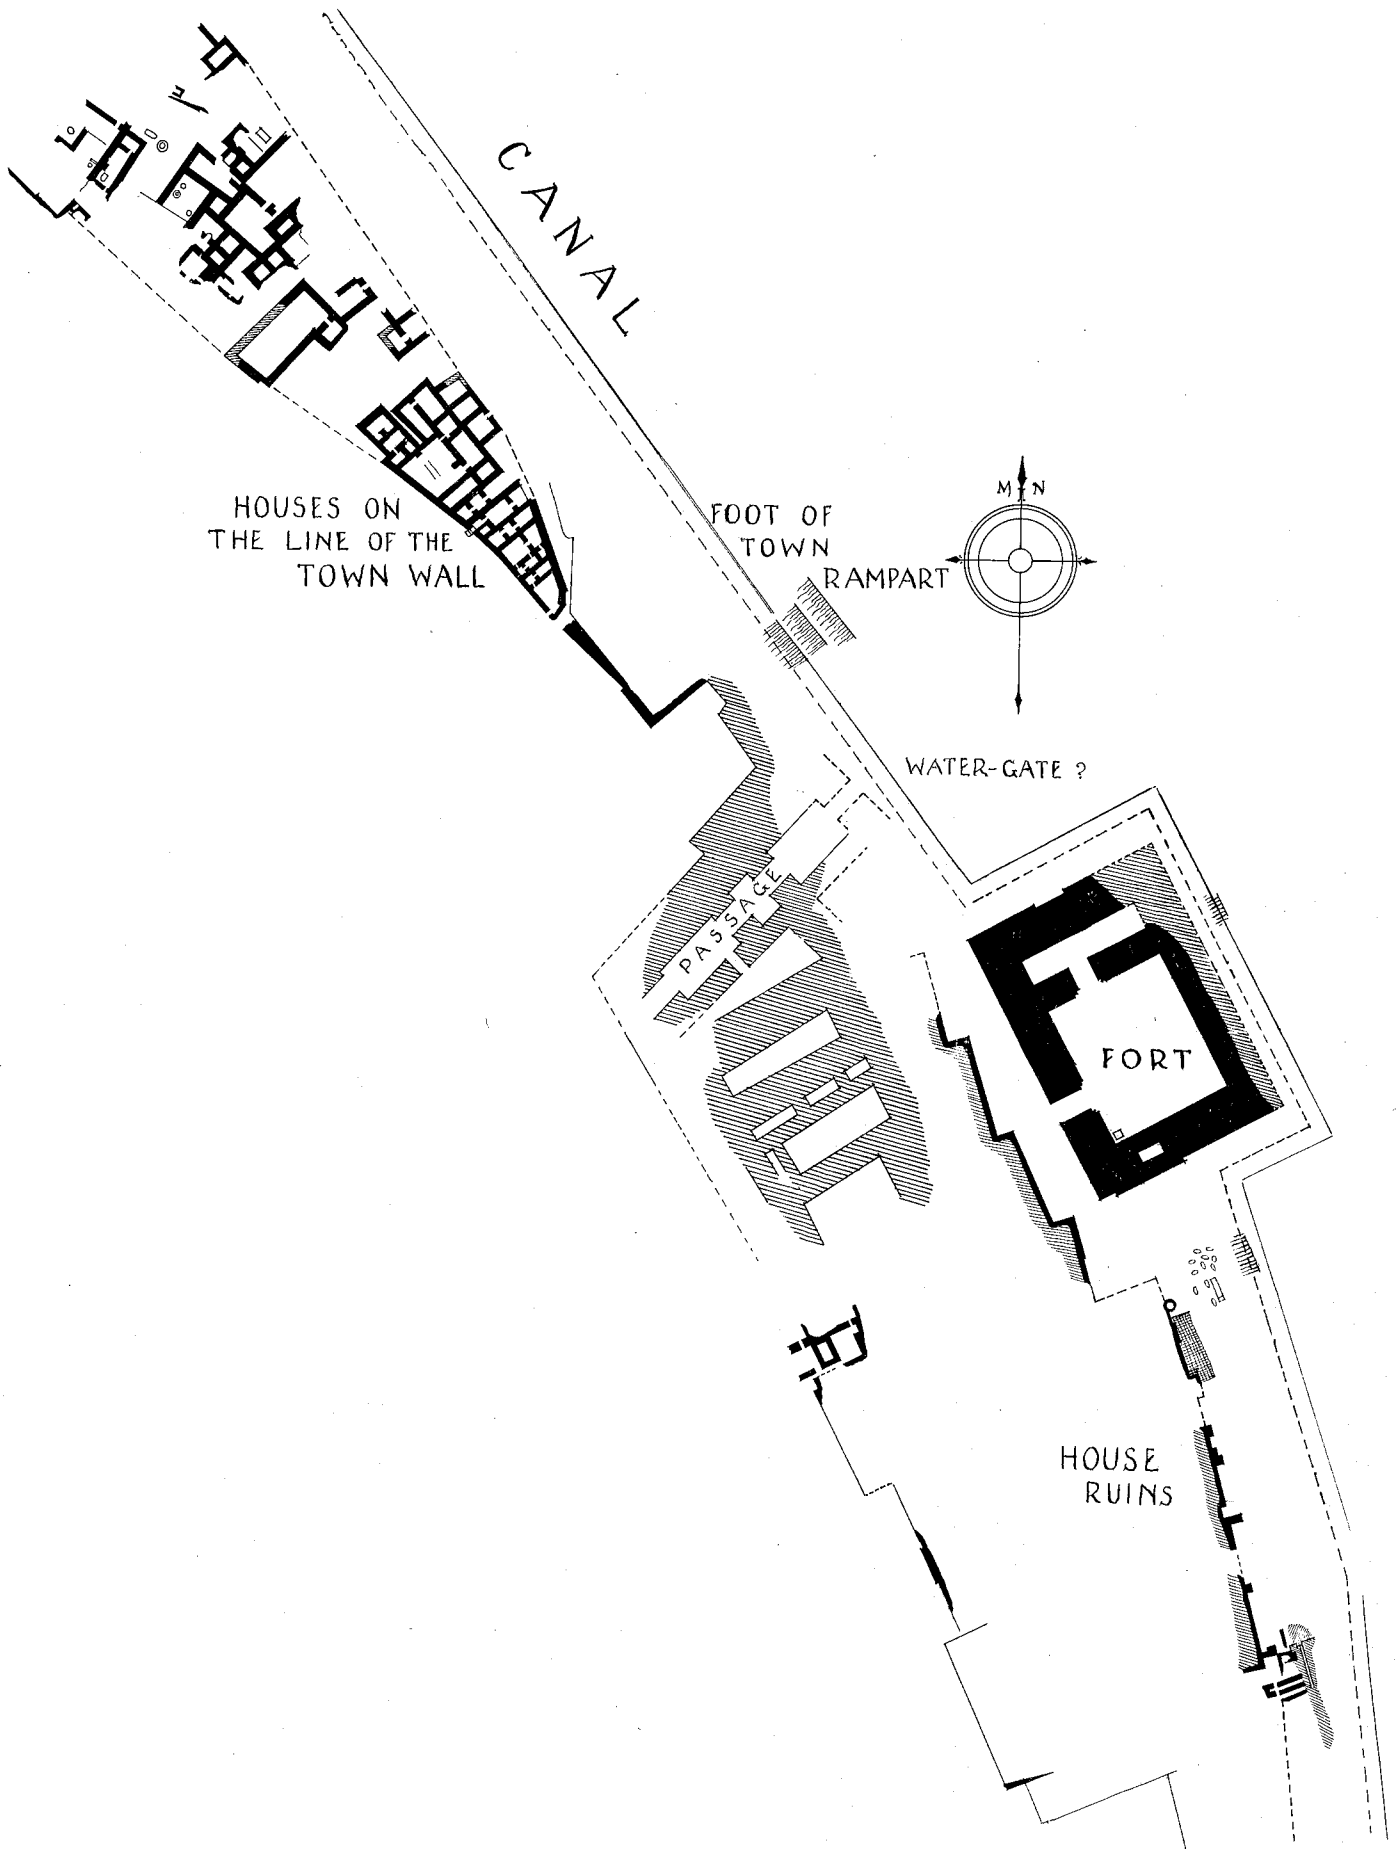 CANAL
HOUSES ON
THE LINE OF THE
TOWN WALL
FOOT OF
TOWN
RAMPART
M N
WATER-GATE ?
PASSAGE
FORT
HOUSE
RUINS